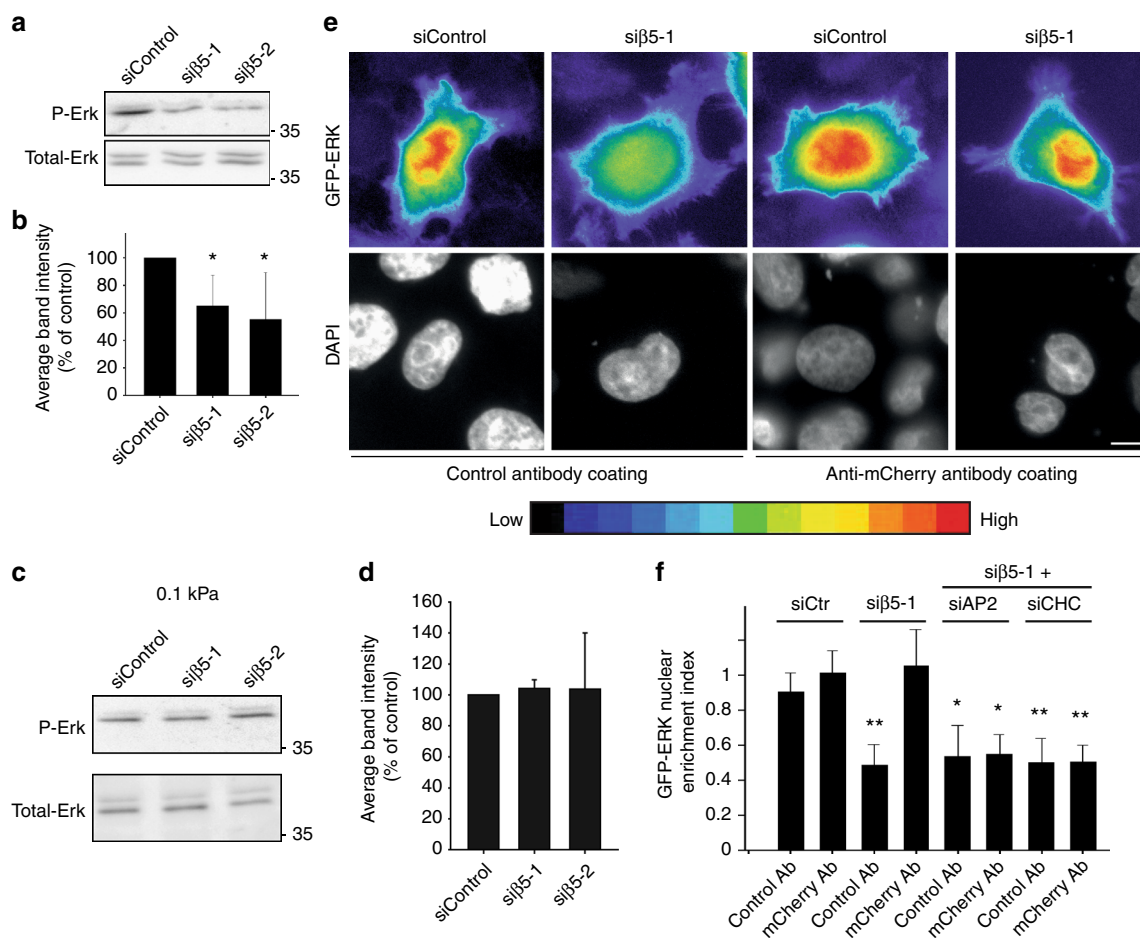 a
siControl
siβ5-1
siβ5-2
P-Erk
- 35
Total-Erk
- 35
b
Average band intensity
(% of control)
100
80
60
40
20
0
*
*
siControl
siβ5-1
siβ5-2
c
0.1 kPa
siControl
siβ5-1
siβ5-2
P-Erk
- 35
Total-Erk
- 35
d
Average band intensity
(% of control)
160
140
120
100
80
60
40
20
0
siControl
siβ5-1
siβ5-2
e
siControl
siβ5-1
siControl
siβ5-1
GFP-ERK
DAPI
Control antibody coating
Anti-mCherry antibody coating
Low
High
f
siβ5-1 +
siCtr
siβ5-1
siAP2
siCHC
GFP-ERK nuclear
enrichment index
1
0.8
0.6
0.4
0.2
0
**
*
*
**
**
Control Ab
mCherry Ab
Control Ab
mCherry Ab
Control Ab
mCherry Ab
Control Ab
mCherry Ab